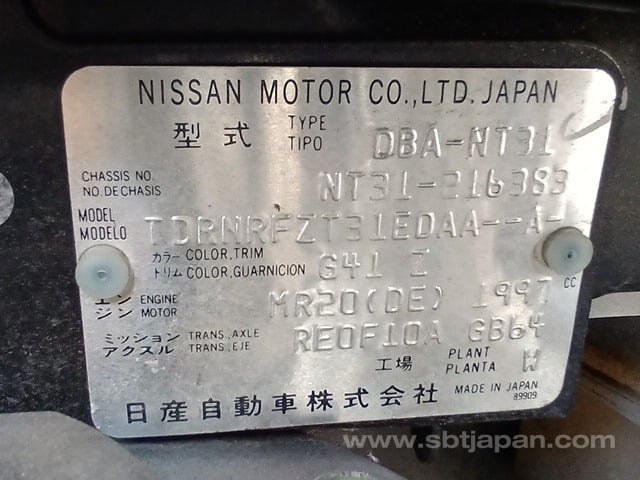 NISSAN MOTOR CO.,LTD. JAPAN
型式 TYPE TIPO DBA-NT31
CHASSIS NO. NO. DE CHASIS NT31-216383
MODEL MODELO TDRNRFZT31EDAA--A-
カラー COLOR,TRIM
トリム COLOR,GUARNICION G41 I
エンジン ENGINE MOTOR MR20(DE) 1997 CC
ミッション TRANS.,AXLE
アクスル TRANS.,EJE RE0F10A GB64
工場 PLANT PLANTA W
日産自動車株式会社 MADE IN JAPAN
89909
www.sbtjapan.com